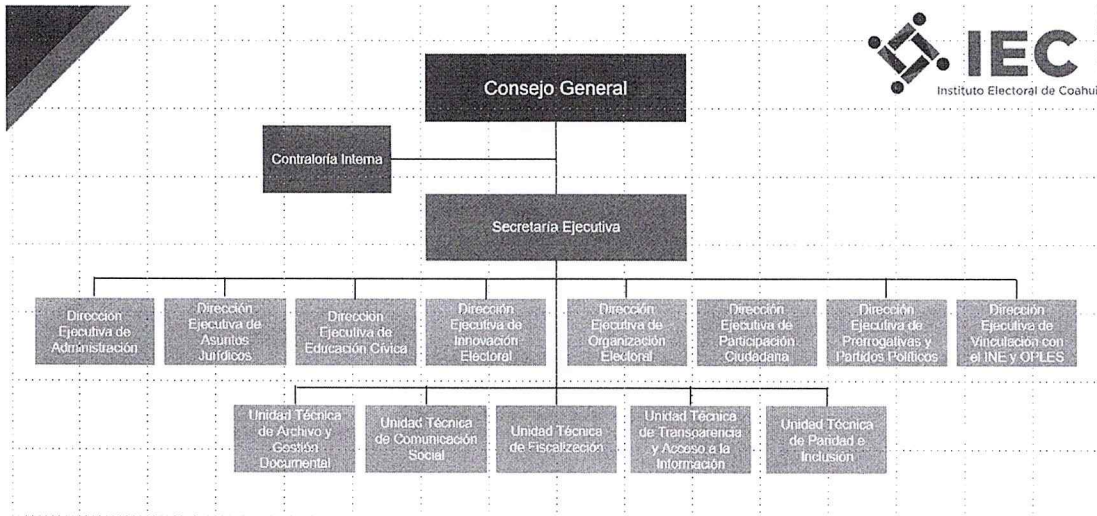 IEC
Instituto Electoral de Coahui
Consejo General
Contraloría Interna
Secretaría Ejecutiva
Dirección
Ejecutiva de
Administración
Dirección
Ejecutiva de
Asuntos
Jurídicos
Dirección
Ejecutiva de
Educación Cívica
Dirección
Ejecutiva de
Innovación
Electoral
Dirección
Ejecutiva de
Organización
Electoral
Dirección
Ejecutiva de
Participación
Ciudadana
Dirección
Ejecutiva de
Prerrogativas y
Partidos Políticos
Dirección
Ejecutiva de
Vinculación con
el INE y OPLES
Unidad Técnica
de Archivo y
Gestión
Documental
Unidad Técnica
de Comunicación
Social
Unidad Técnica
de Fiscalización
Unidad Técnica
de Transparencia
y Acceso a la
Información
Unidad Técnica
de Paridad e
Inclusión